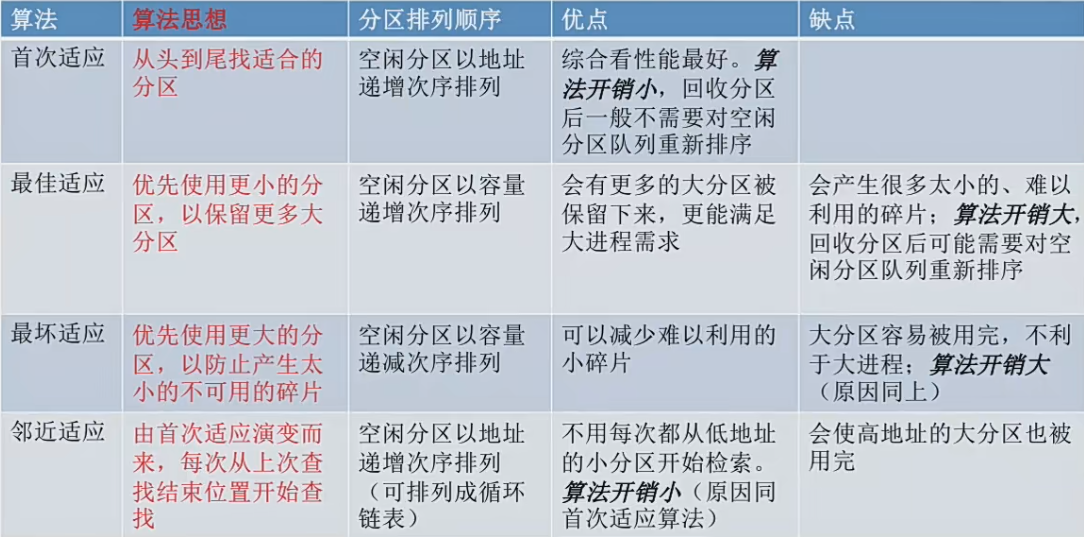 算法
算法思想
分区排列顺序
优点
缺点
首次适应
从头到尾找适合的
分区
空闲分区以地址
递增次序排列
综合看性能最好。算
法开销小，回收分区
后一般不需要对空闲
分区队列重新排序
最佳适应
优先使用更小的分
区，以保留更多大
分区
空闲分区以容量
递增次序排列
会有更多的大分区被
保留下来，更能满足
大进程需求
会产生很多太小的、难以
利用的碎片；算法开销大，
回收分区后可能需要对空
闲分区队列重新排序
最坏适应
优先使用更大的分
区，以防止产生太
小的不可用的碎片
空闲分区以容量
递减次序排列
可以减少难以利用的
小碎片
大分区容易被用完，不利
于大进程；算法开销大
（原因同上）
邻近适应
由首次适应演变而
来，每次从上次查
找结束位置开始查
找
空闲分区以地址
递增次序排列
（可排列成循环
链表）
不用每次都从低地址
的小分区开始检索。
算法开销小（原因同
首次适应算法）
会使高地址的大分区也被
用完